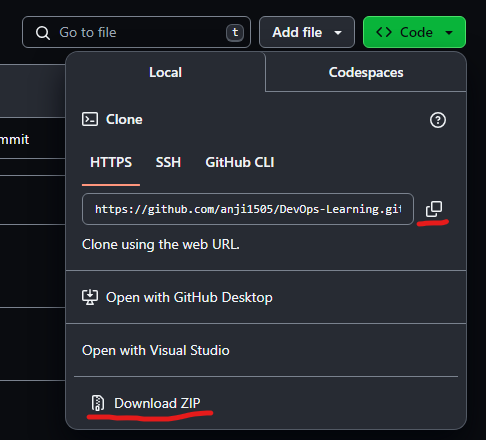 Go to file
t
Add file
<> Code
Local
Codespaces
mmit
Clone
?
HTTPS
SSH
GitHub CLI
https://github.com/anji1505/DevOps-Learning.git
Clone using the web URL.
Open with GitHub Desktop
Open with Visual Studio
Download ZIP